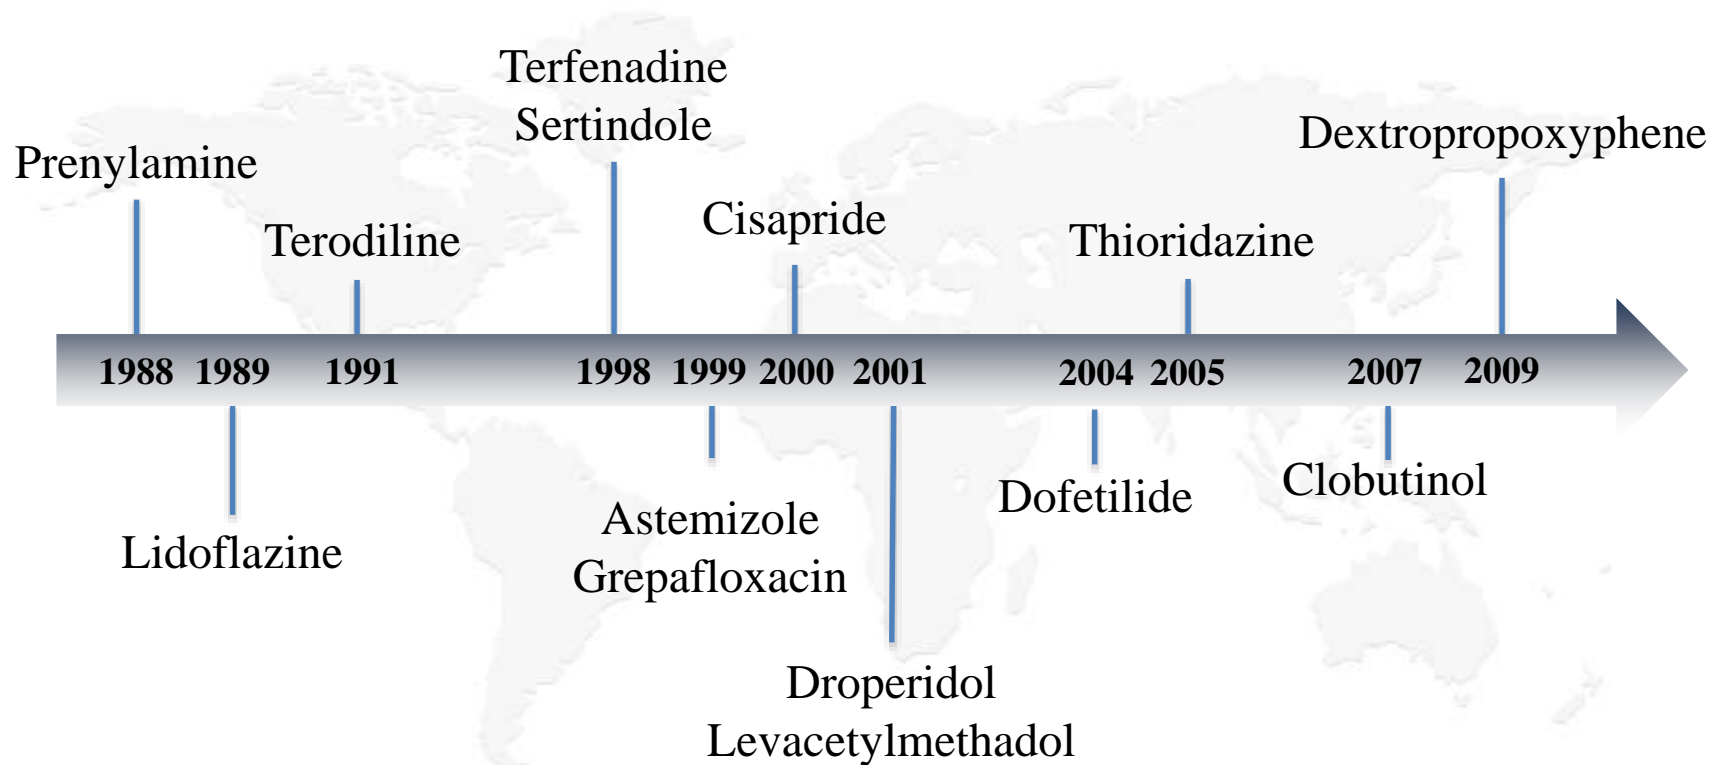 Terfenadine
Sertindole
Prenylamine
Dextropropoxyphene
Cisapride
Terodiline
Thioridazine
1988 1989 1991 1998 1999 2000 2001 2004 2005 2007 2009
Lidoflazine
Astemizole
Grepafloxacin
Dofetilide
Clobutinol
Droperidol
Levacetylmethadol